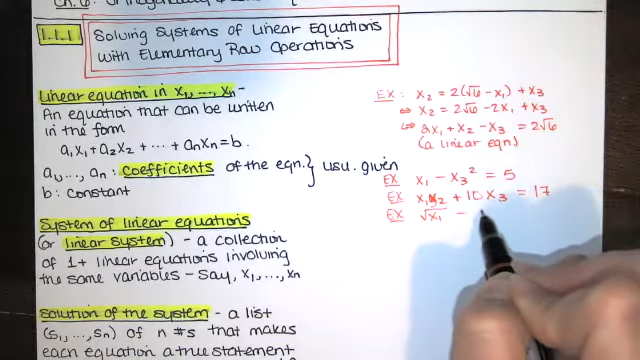 Ch. 6:
1.1.1 Solving Systems of Linear Equations
with Elementary Row Operations
Linear equation in x₁, ..., xₙ -
An equation that can be written
in the form
a₁x₁ + a₂x₂ + ... + aₙxₙ = b.
a₁, ..., aₙ: coefficients of the eqn. } usu. given
b: constant
System of linear equations
(or linear system) - a collection
of 1+ linear equations involving
the same variables - say, x₁, ..., xₙ
Solution of the system - a list
(s₁, ..., sₙ) of n #s that makes
each equation a true statement
EX: x₂ = 2(√6 - x₁) + x₃
⇔ x₂ = 2√6 - 2x₁ + x₃
⇔ 2x₁ + x₂ - x₃ = 2√6
(a linear eqn)
EX x₁ - x₃² = 5
EX x₁x₂ + 10x₃ = 17
EX √x₁ -